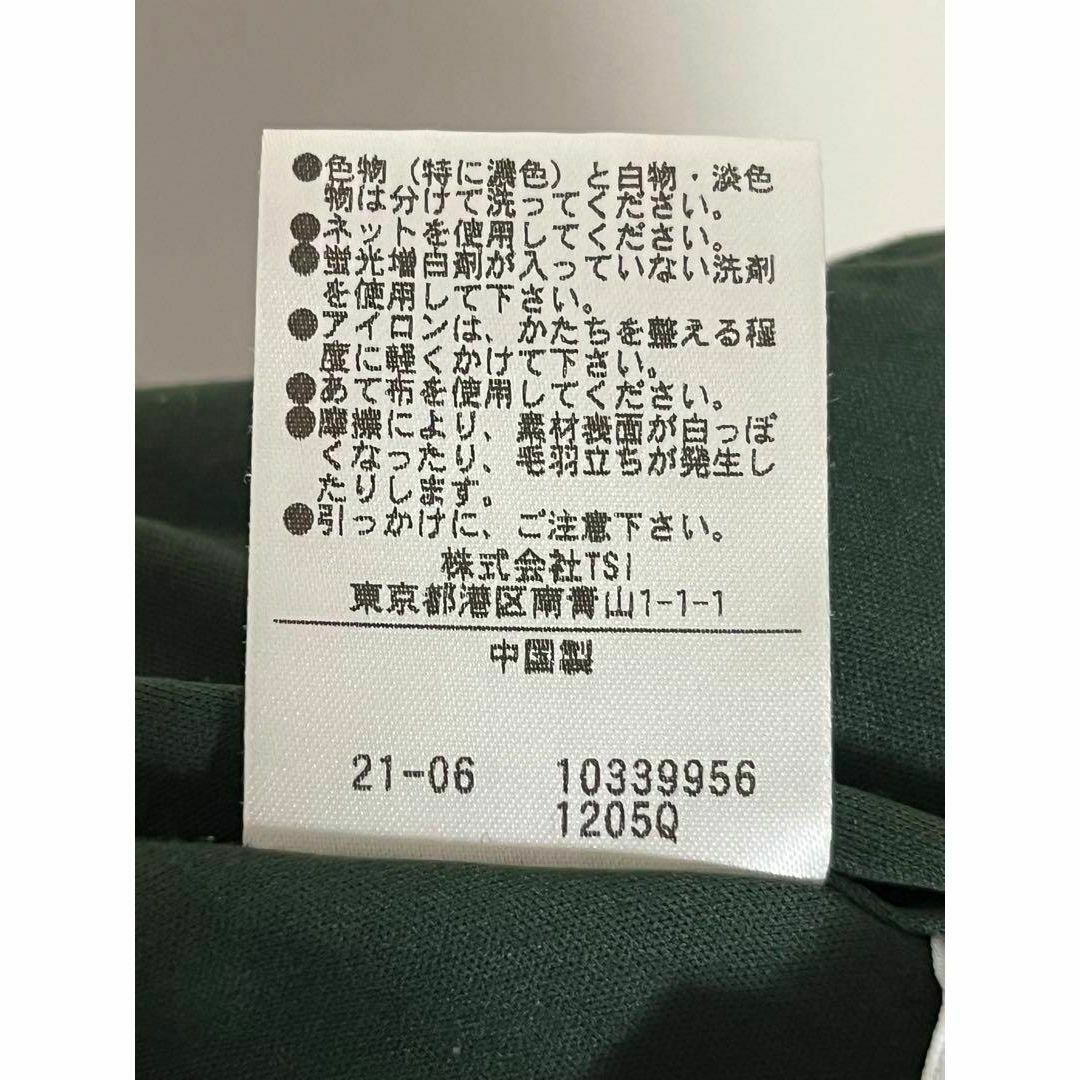 ●色物(特に濃色)と白物・淡色
物は分けて洗ってください。
●ネットを使用してください。
●蛍光増白剤が入っていない洗剤
を使用して下さい。
●アイロンは、かたちを整える程
度に軽くかけて下さい。
●あて布を使用してください。
●摩擦により、素材表面が白っぽ
くなったり、毛羽立ちが発生し
たりします。
●引っかけに、ご注意下さい。
株式会社TSI
東京都港区南青山1-1-1
中国製
21-06 10339956
1205Q